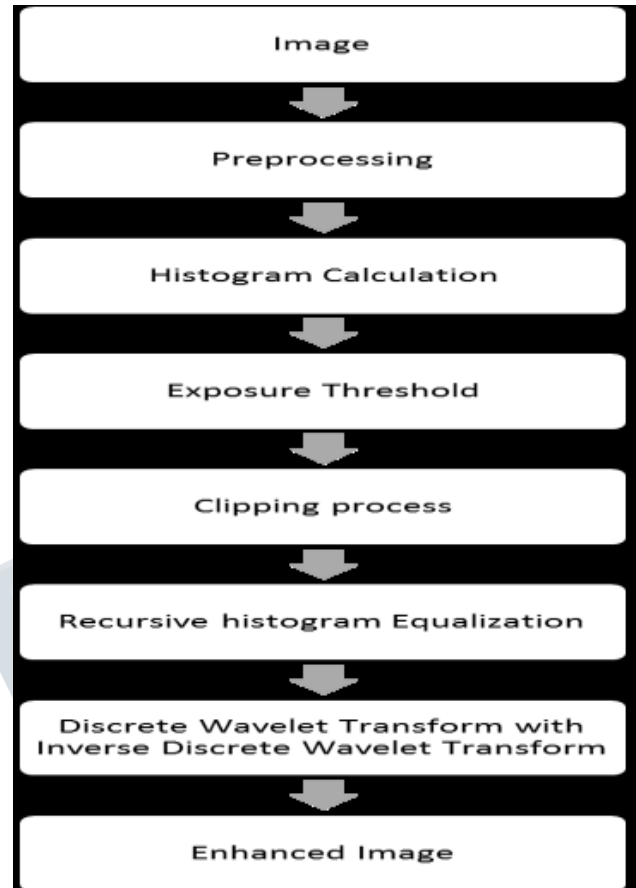 Image
Preprocessing
Histogram Calculation
Exposure Threshold
Clipping process
Recursive histogram Equalization
Discrete Wavelet Transform with
Inverse Discrete Wavelet Transform
Enhanced Image